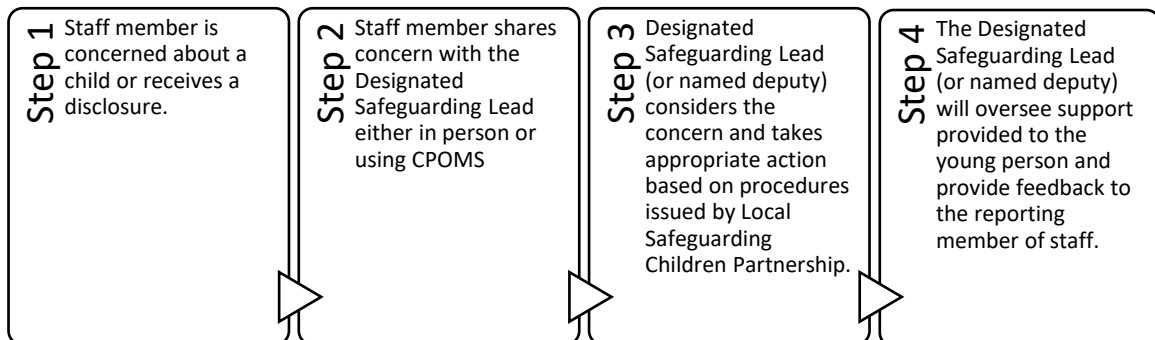 Step 1
Staff member is
concerned about a
child or receives a
disclosure.
Step 2
Staff member shares
concern with the
Designated
Safeguarding Lead
either in person or
using CPOMS
Step 3
Designated
Safeguarding Lead
(or named deputy)
considers the
concern and takes
appropriate action
based on procedures
issued by Local
Safeguarding
Children Partnership.
Step 4
The Designated
Safeguarding Lead
(or named deputy)
will oversee support
provided to the
young person and
provide feedback to
the reporting
member of staff.